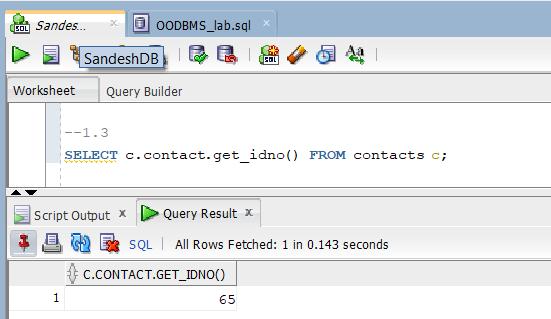 Sandes...
OODBMS_lab.sql
SandeshDB
Worksheet
Query Builder
--1.3
SELECT c.contact.get_idno() FROM contacts c;
Script Output
Query Result
SQL
All Rows Fetched: 1 in 0.143 seconds
C.CONTACT.GET_IDNO()
1
65